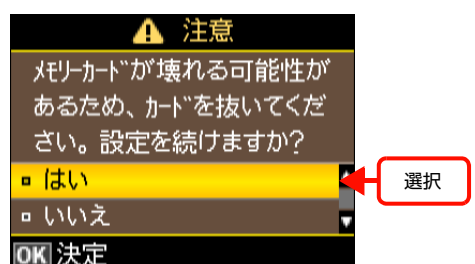 注意
ﾒﾓﾘｰｶｰﾄﾞが壊れる可能性が
あるため、ｶｰﾄﾞを抜いてくだ
さい。設定を続けますか?
はい
選択
いいえ
OK 決定